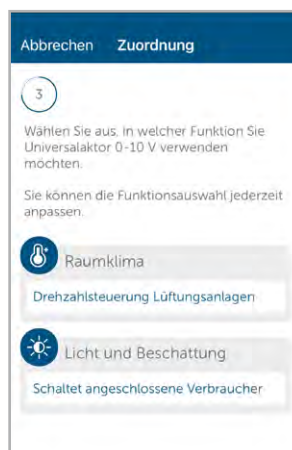 Abbrechen Zuordnung
3
Wählen Sie aus, in welcher Funktion Sie
Universalaktor 0-10 V verwenden
möchten.
Sie können die Funktionsauswahl jederzeit
anpassen.
Raumklima
Drehzahlsteuerung Lüftungsanlagen
Licht und Beschattung
Schaltet angeschlossene Verbraucher